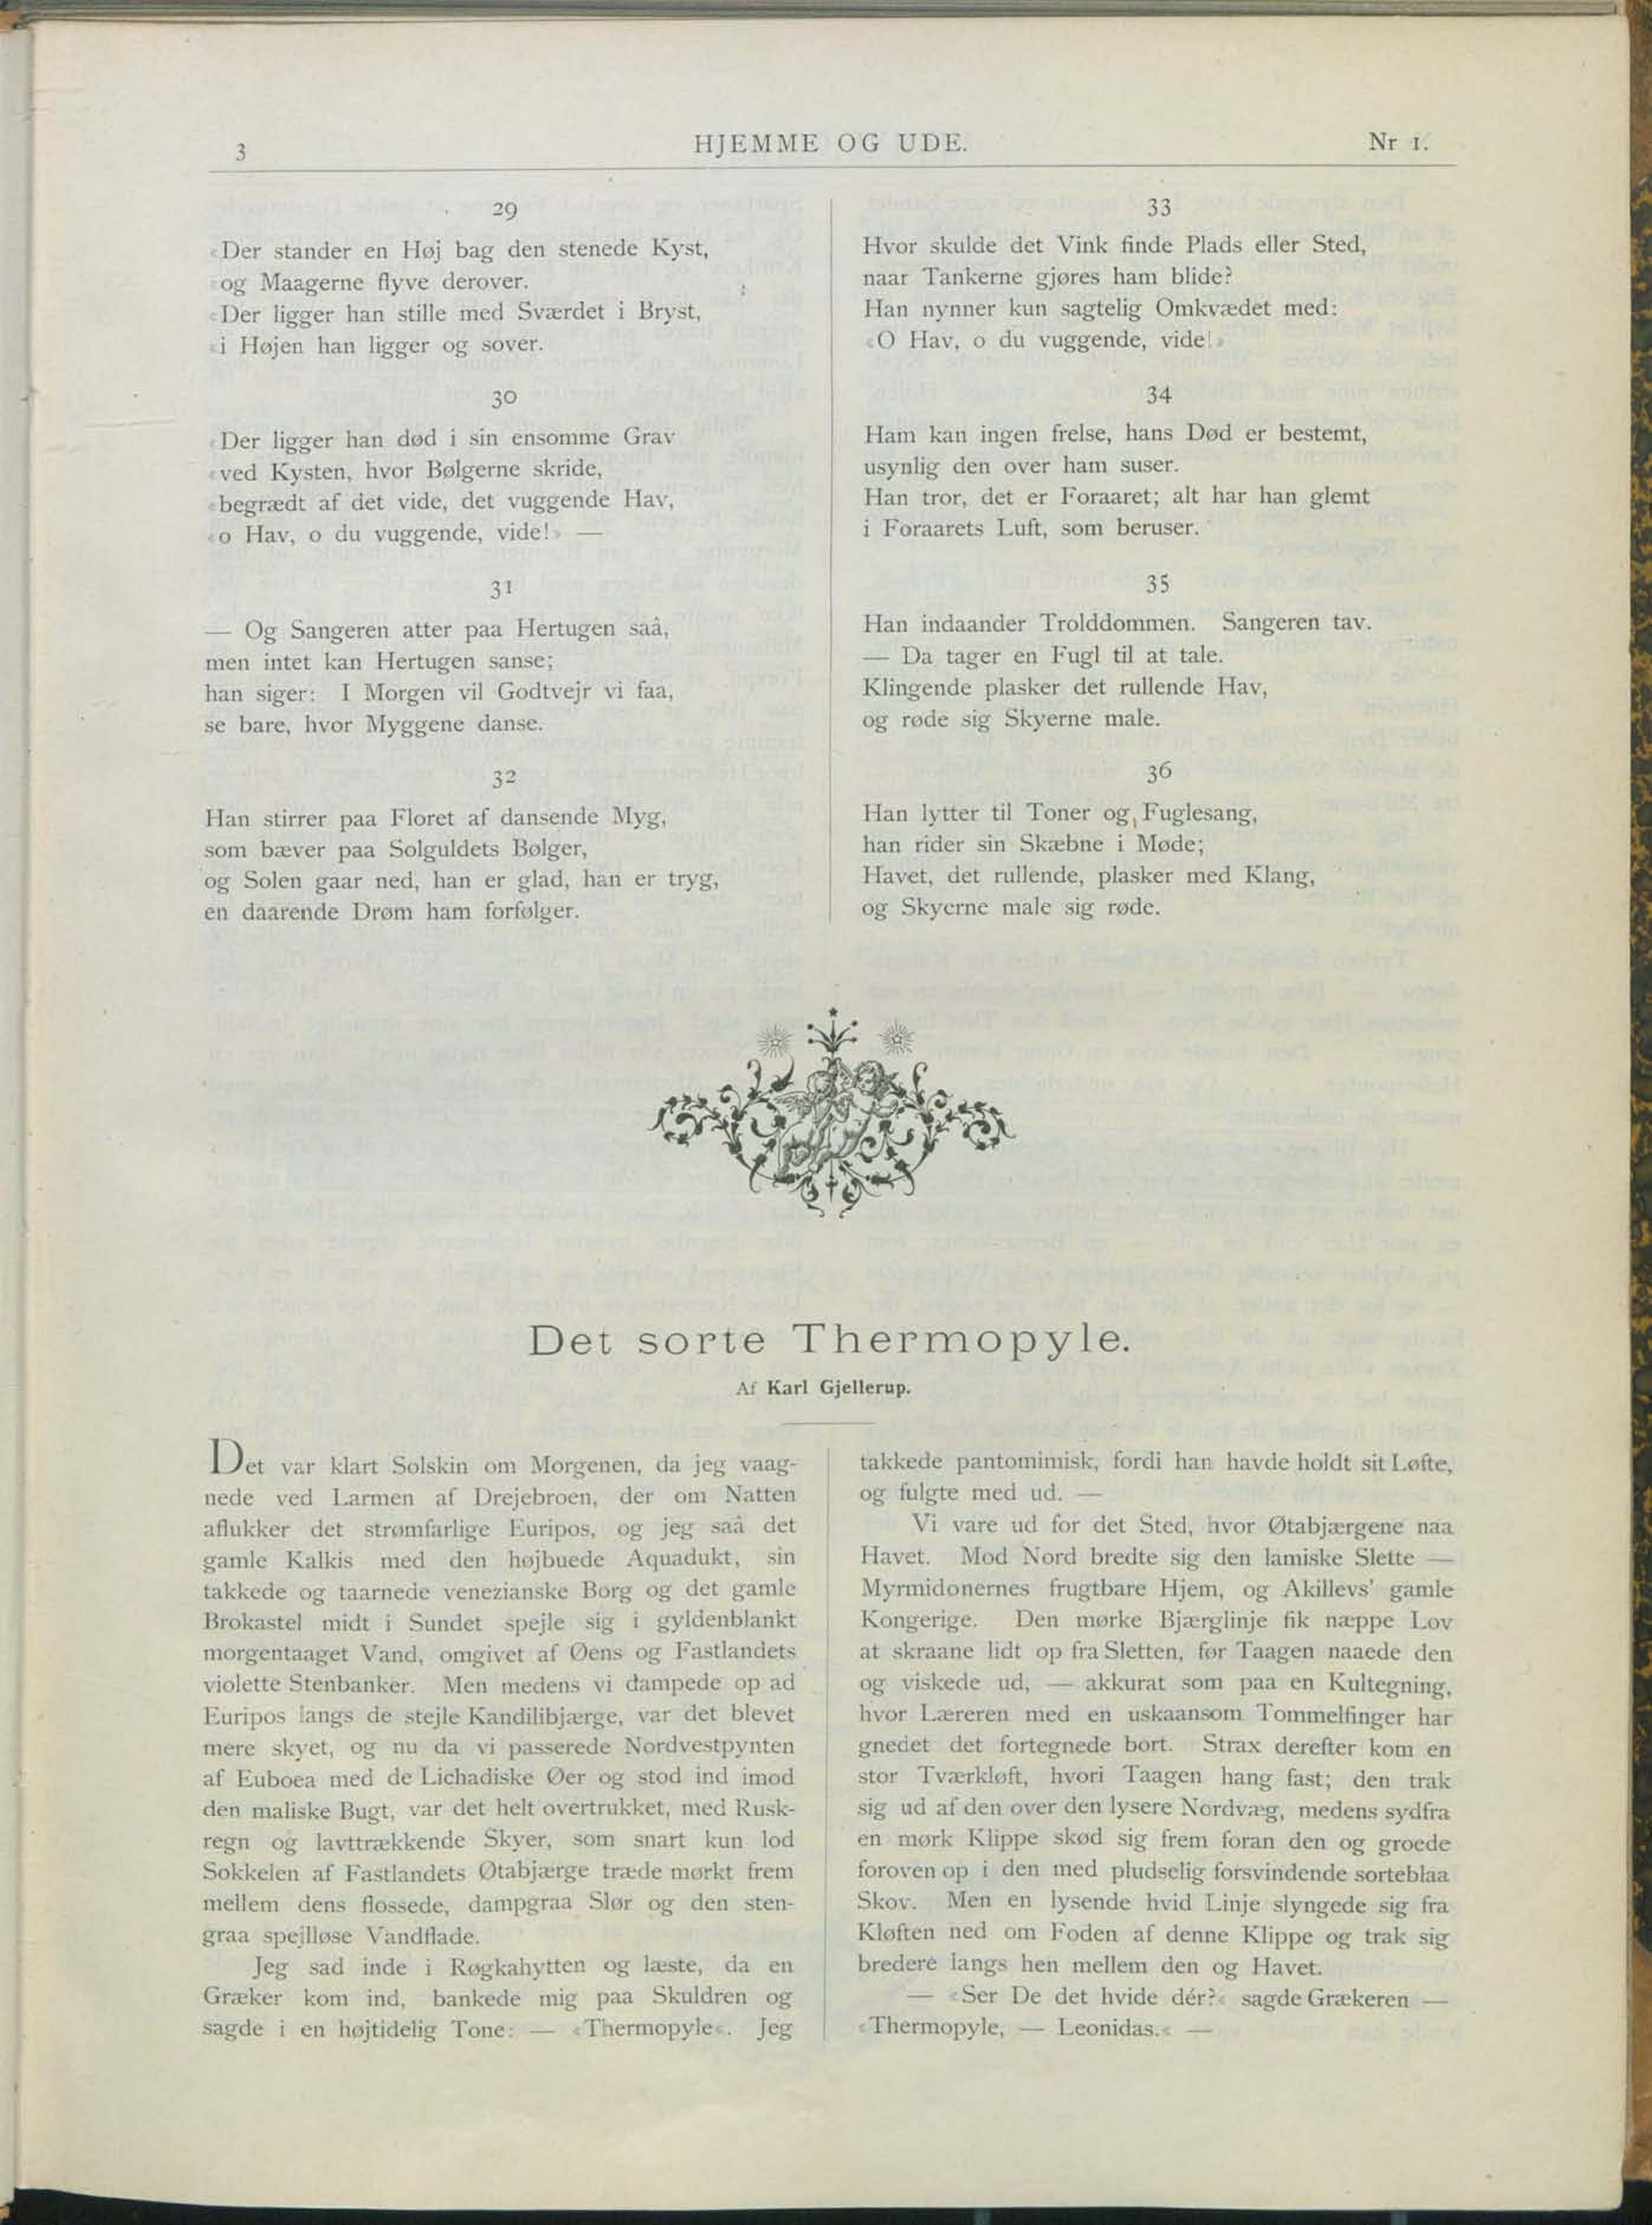 3
HJEMME OG UDE.
Nr 1.
29
«Der stander en Høj bag den stenede Kyst,
«og Maagerne flyve derover.
«Der ligger han stille med Sværdet i Bryst,
«i Højen han ligger og sover.
30
«Der ligger han død i sin ensomme Grav
«ved Kysten, hvor Bølgerne skride,
«begrædt af det vide, det vuggende Hav,
«o Hav, o du vuggende, vide!» —
31
— Og Sangeren atter paa Hertugen saå,
men intet kan Hertugen sanse;
han siger: I Morgen vil Godtvejr vi faa,
se bare, hvor Myggene danse.
32
Han stirrer paa Floret af dansende Myg,
som bæver paa Solguldets Bølger,
og Solen gaar ned, han er glad, han er tryg,
en daarende Drøm ham forfølger.
33
Hvor skulde det Vink finde Plads eller Sted,
naar Tankerne gjøres ham blide?
Han nynner kun sagtelig Omkvædet med:
«O Hav, o du vuggende, vide!»
34
Ham kan ingen frelse, hans Død er bestemt,
usynlig den over ham suser.
Han tror, det er Foraaret; alt har han glemt
i Foraarets Luft, som beruser.
35
Han indaander Trolddommen. Sangeren tav.
— Da tager en Fugl til at tale.
Klingende plasker det rullende Hav,
og røde sig Skyerne male.
36
Han lytter til Toner og Fuglesang,
han rider sin Skæbne i Møde;
Havet, det rullende, plasker med Klang,
og Skyerne male sig røde.
Det sorte Thermopyle.
Af Karl Gjellerup.
Det var klart Solskin om Morgenen, da jeg vaag-
nede ved Larmen af Drejebroen, der om Natten
aflukker det strømfarlige Euripos, og jeg saå det
gamle Kalkis med den højbuede Aquadukt, sin
takkede og taarnede venezianske Borg og det gamle
Brokastel midt i Sundet spejle sig i gyldenblankt
morgentaaget Vand, omgivet af Øens og Fastlandets
violette Stenbanker. Men medens vi dampede op ad
Euripos langs de stejle Kandilibjærge, var det blevet
mere skyet, og nu da vi passerede Nordvestpynten
af Euboea med de Lichadiske Øer og stod ind imod
den maliske Bugt, var det helt overtrukket, med Rusk-
regn og lavttrækkende Skyer, som snart kun lod
Sokkelen af Fastlandets Øtabjærge træde mørkt frem
mellem dens flossede, dampgraa Slør og den sten-
graa spejlløse Vandflade.
Jeg sad inde i Røgkahytten og læste, da en
Græker kom ind, bankede mig paa Skuldren og
sagde i en højtidelig Tone: — «Thermopyle«. Jeg
takkede pantomimisk, fordi han havde holdt sit Løfte,
og fulgte med ud. —
Vi vare ud for det Sted, hvor Øtabjærgene naa
Havet. Mod Nord bredte sig den lamiske Slette —
Myrmidonernes frugtbare Hjem, og Akillevs' gamle
Kongerige. Den mørke Bjærglinje fik næppe Lov
at skraane lidt op fra Sletten, før Taagen naaede den
og viskede ud, — akkurat som paa en Kultegning,
hvor Læreren med en uskaansom Tommelfinger har
gnedet det fortegnede bort. Strax derefter kom en
stor Tværkløft, hvori Taagen hang fast; den trak
sig ud af den over den lysere Nordvæg, medens sydfra
en mørk Klippe skød sig frem foran den og groede
foroven op i den med pludselig forsvindende sorteblaa
Skov. Men en lysende hvid Linje slyngede sig fra
Kløften ned om Foden af denne Klippe og trak sig
bredere langs hen mellem den og Havet.
— «Ser De det hvide dér?« sagde Grækeren —
«Thermopyle, — Leonidas.« —